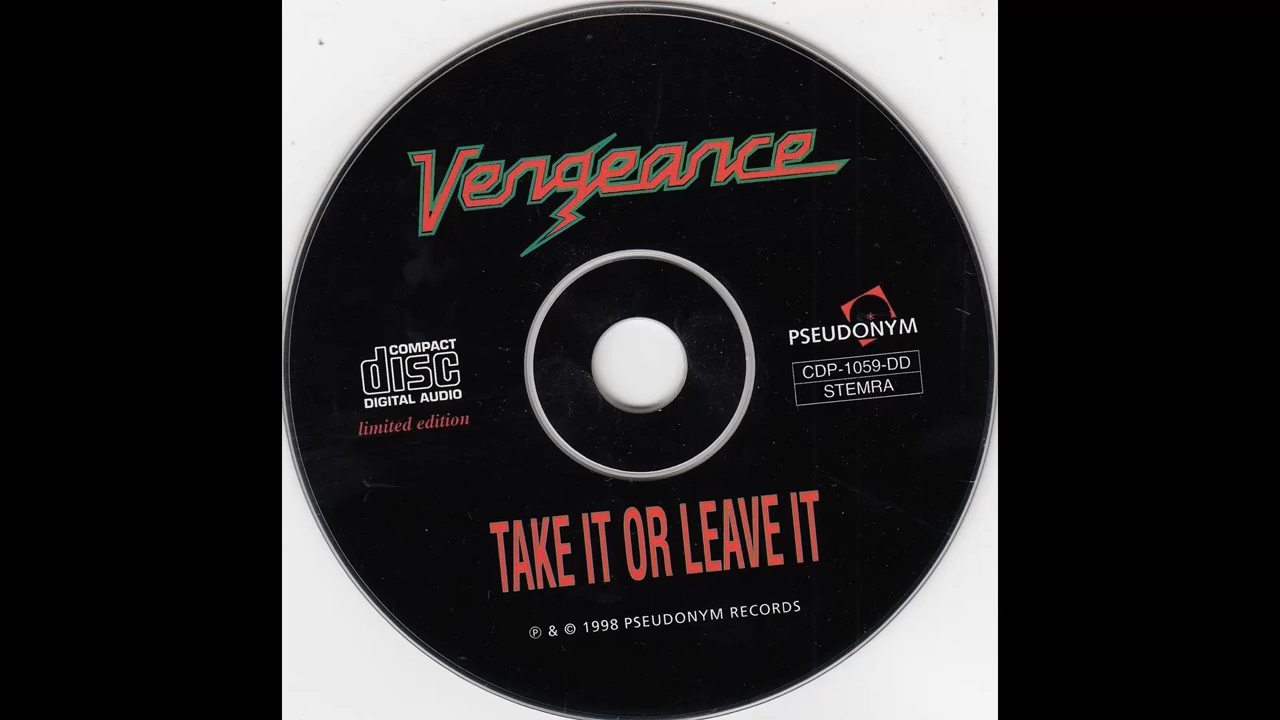 Vengeance
COMPACT
disc
DIGITAL AUDIO
limited edition
PSEUDONYM
CDP-1059-DD
STEMRA
TAKE IT OR LEAVE IT
℗ & © 1998 PSEUDONYM RECORDS